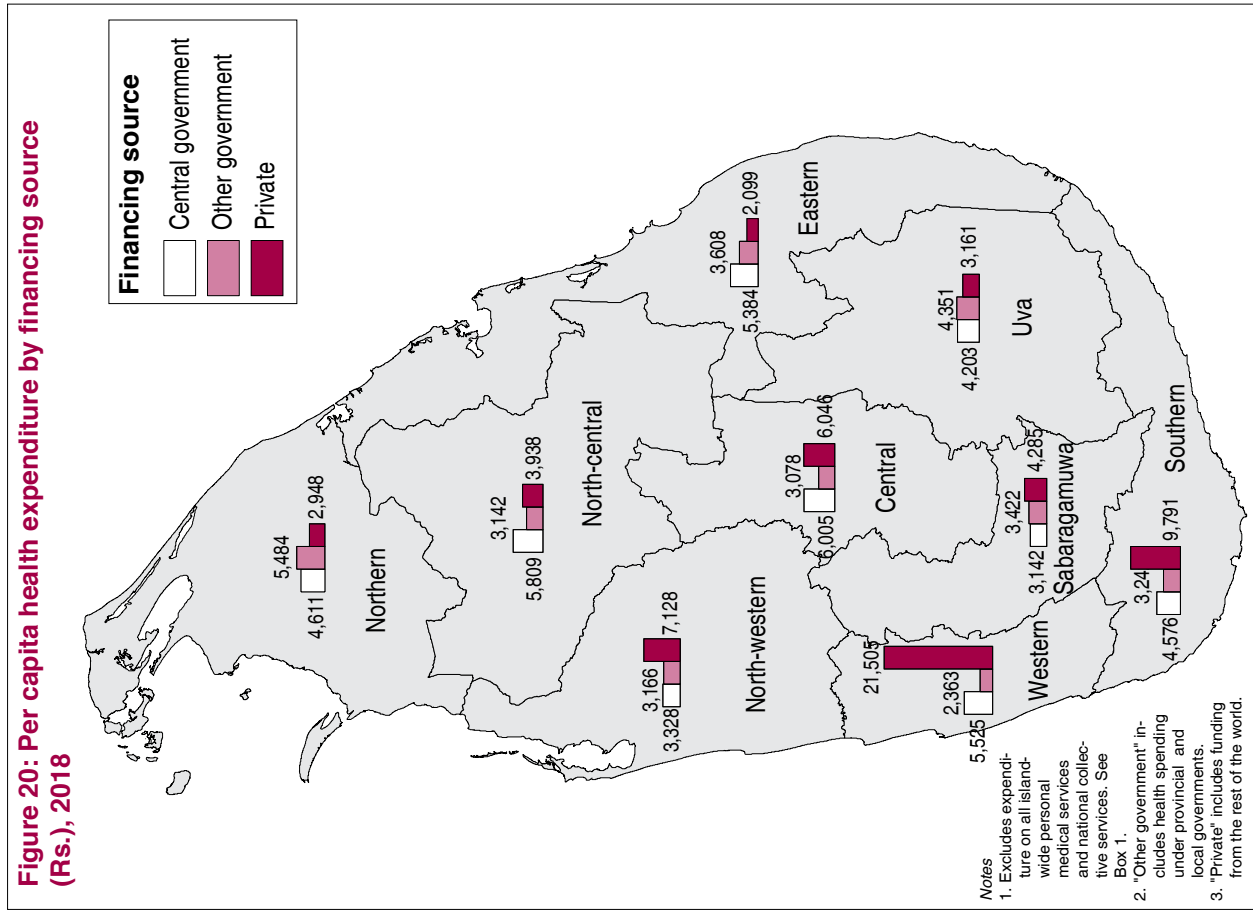 Figure 20: Per capita health expenditure by financing source
(Rs.), 2018
Financing source
Central government
Other government
Private
4,611
5,484
2,948
Northern
5,809
3,142
3,938
North-central
3,328
3,166
7,128
North-western
5,384
3,608
2,099
Eastern
6,005
3,078
6,046
Central
4,203
4,351
3,161
Uva
5,525
2,363
21,505
Western
3,142
3,422
4,285
Sabaragamuwa
4,576
3,24
9,791
Southern
Notes
1. Excludes expendi-
ture on all island-
wide personal
medical services
and national collec-
tive services. See
Box 1.
2. "Other government" in-
cludes health spending
under provincial and
local governments.
3. "Private" includes funding
from the rest of the world.